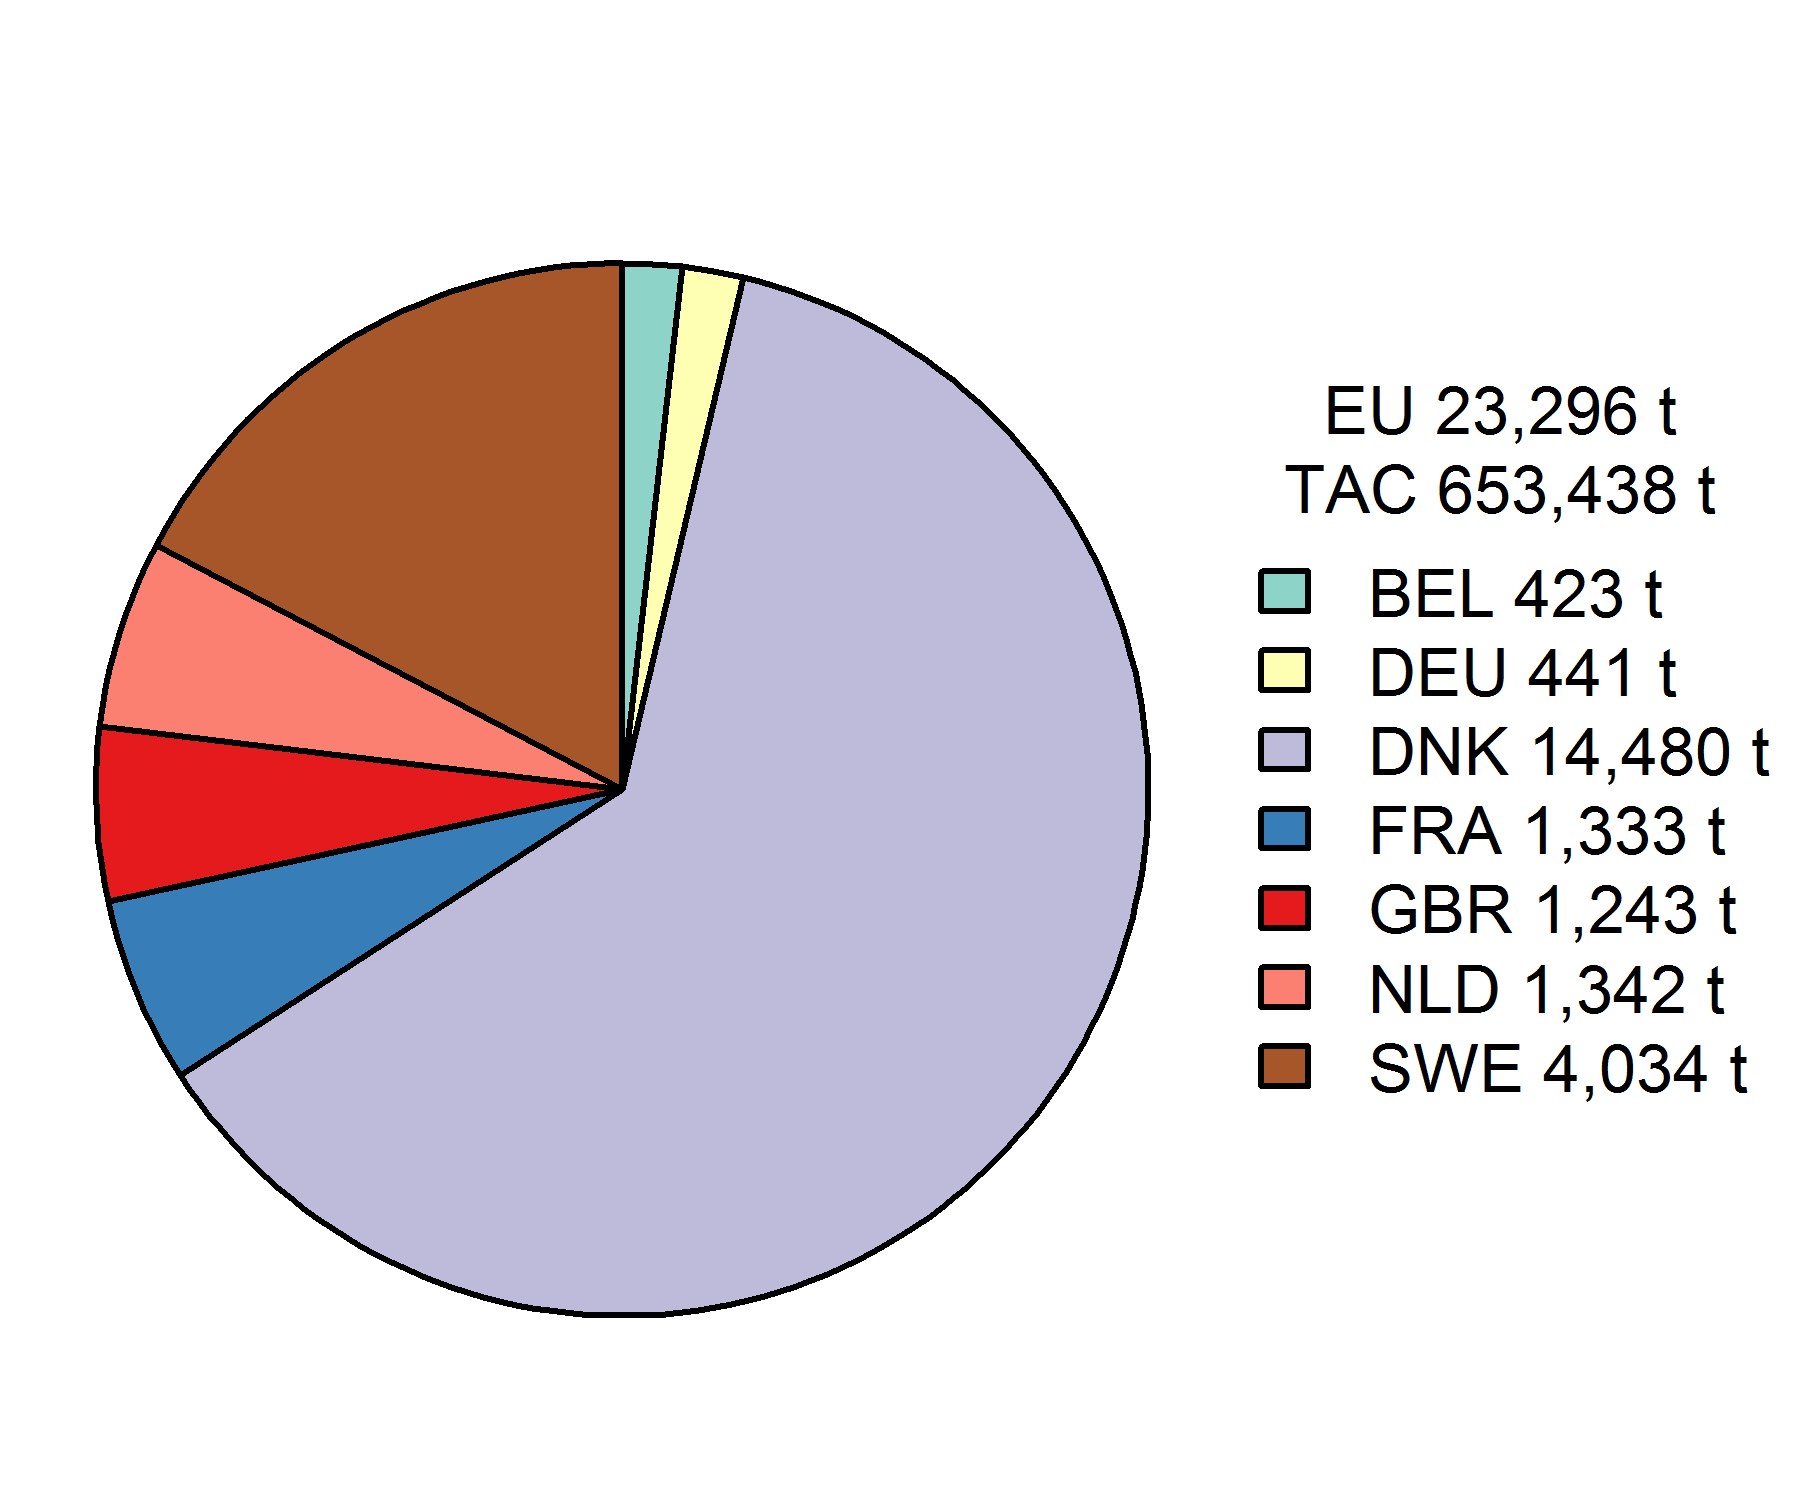 EU 23,296 t
TAC 653,438 t
BEL 423 t
DEU 441 t
DNK 14,480 t
FRA 1,333 t
GBR 1,243 t
NLD 1,342 t
SWE 4,034 t